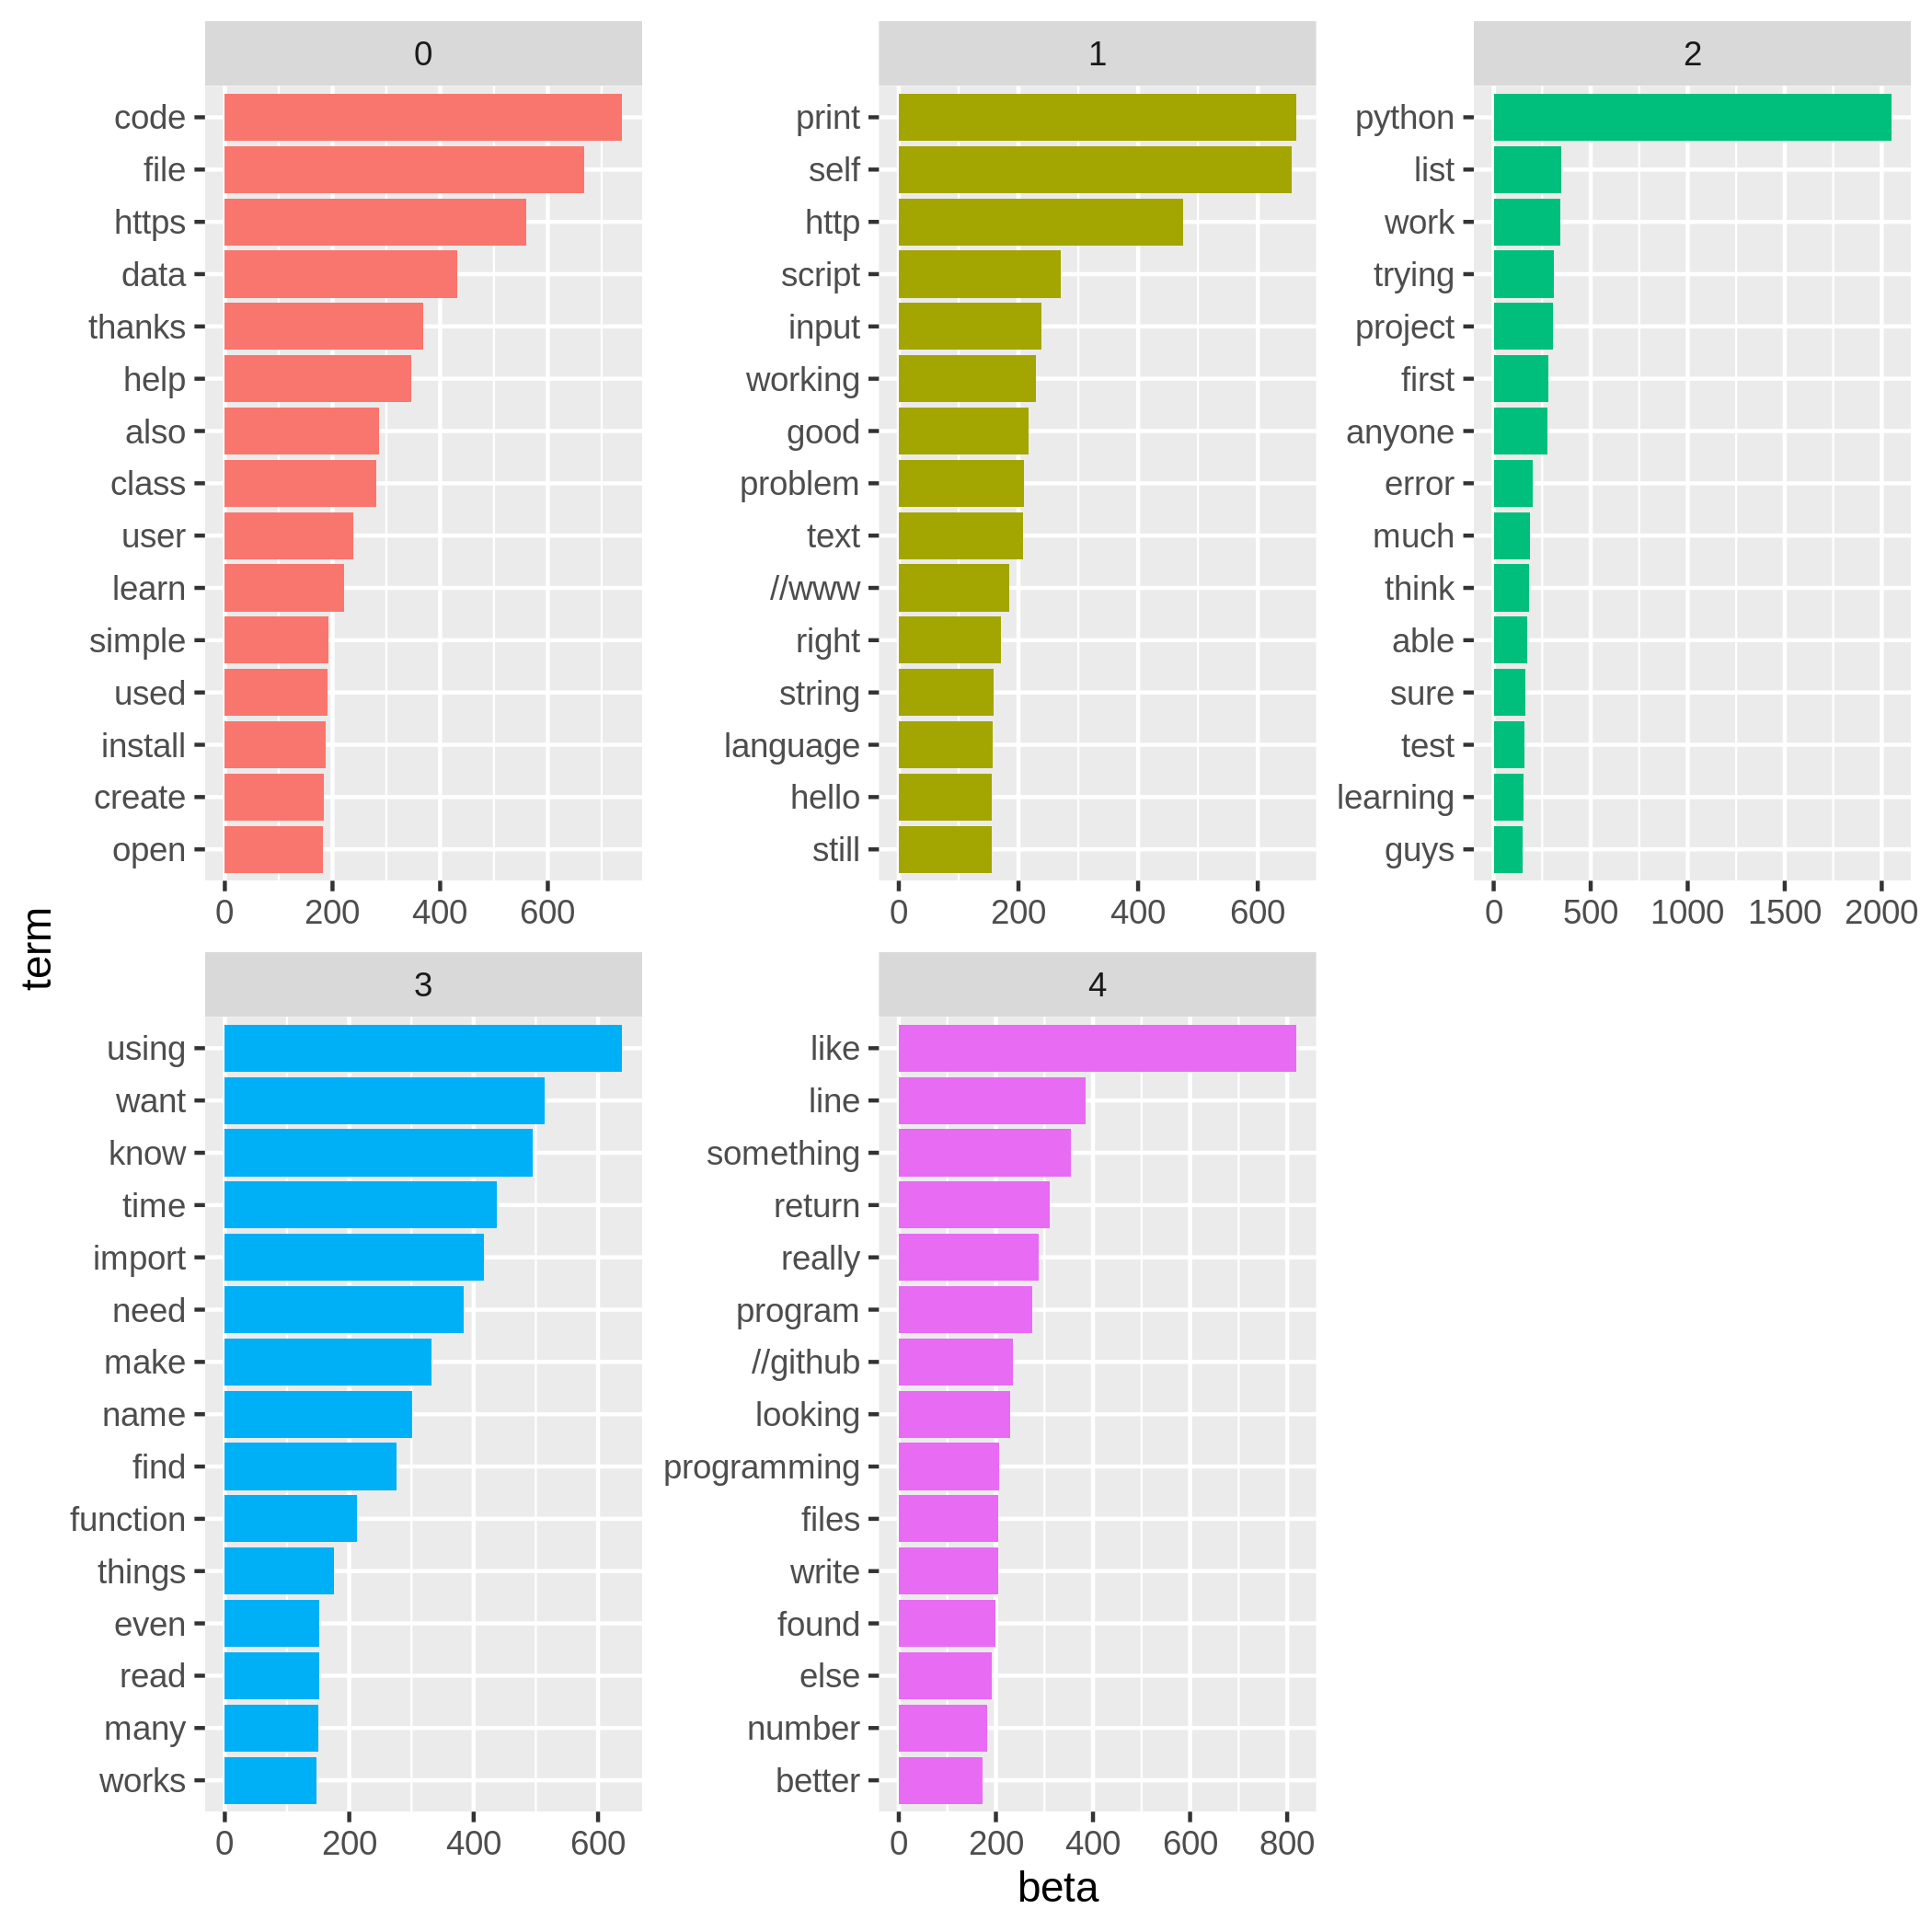 0
code
file
https
data
thanks
help
also
class
user
learn
simple
used
install
create
open
0 200 400 600
1
print
self
http
script
input
working
good
problem
text
//www
right
string
language
hello
still
0 200 400 600
2
python
list
work
trying
project
first
anyone
error
much
think
able
sure
test
learning
guys
0 500 1000 1500 2000
term
3
using
want
know
time
import
need
make
name
find
function
things
even
read
many
works
0 200 400 600
4
like
line
something
return
really
program
//github
looking
programming
files
write
found
else
number
better
0 200 400 600 800
beta